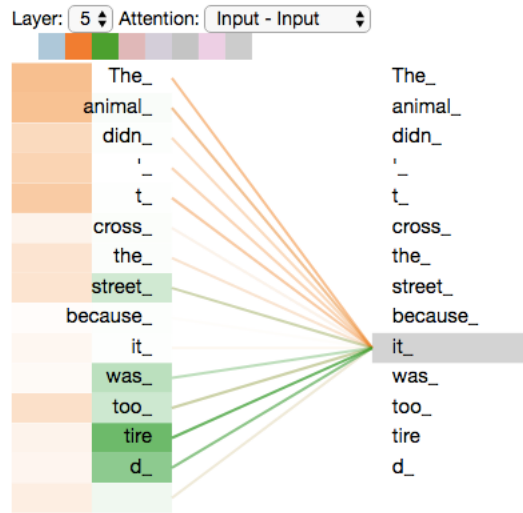 Layer: 5 Attention: Input - Input
The_ The_
animal_ animal_
didn_ didn_
'_ '_
t_ t_
cross_ cross_
the_ the_
street_ street_
because_ because_
it_ it_
was_ was_
too_ too_
tire tire
d_ d_